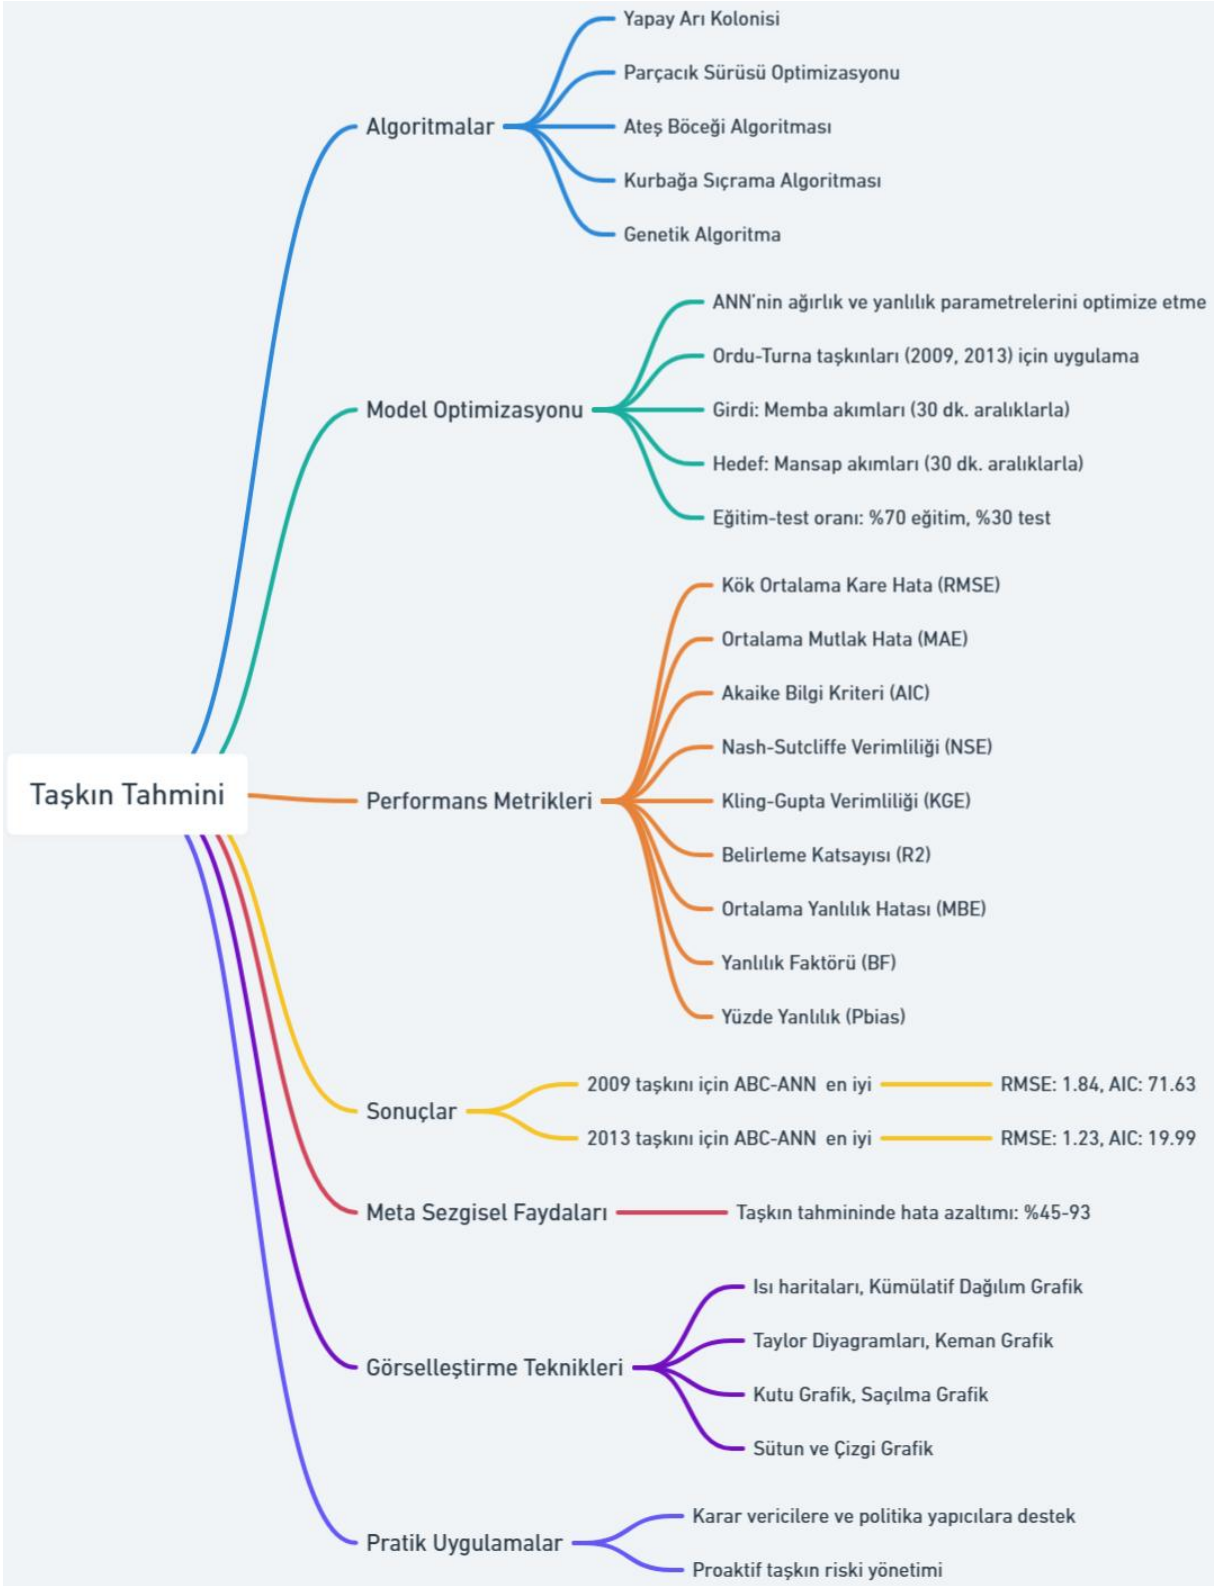 Taşkın Tahmini
Algoritmalar
Yapay Arı Kolonisi
Parçacık Sürüsü Optimizasyonu
Ateş Böceği Algoritması
Kurbağa Sıçrama Algoritması
Genetik Algoritma
Model Optimizasyonu
ANN'nin ağırlık ve yanlılık parametrelerini optimize etme
Ordu-Turna taşkınları (2009, 2013) için uygulama
Girdi: Memba akımları (30 dk. aralıklarla)
Hedef: Mansap akımları (30 dk. aralıklarla)
Eğitim-test oranı: %70 eğitim, %30 test
Performans Metrikleri
Kök Ortalama Kare Hata (RMSE)
Ortalama Mutlak Hata (MAE)
Akaike Bilgi Kriteri (AIC)
Nash-Sutcliffe Verimliliği (NSE)
Kling-Gupta Verimliliği (KGE)
Belirleme Katsayısı (R2)
Ortalama Yanlılık Hatası (MBE)
Yanlılık Faktörü (BF)
Yüzde Yanlılık (Pbias)
Sonuçlar
2009 taşkını için ABC-ANN en iyi
RMSE: 1.84, AIC: 71.63
2013 taşkını için ABC-ANN en iyi
RMSE: 1.23, AIC: 19.99
Meta Sezgisel Faydaları
Taşkın tahmininde hata azaltımı: %45-93
Görselleştirme Teknikleri
Isı haritaları, Kümülatif Dağılım Grafik
Taylor Diyagramları, Keman Grafik
Kutu Grafik, Saçılma Grafik
Sütun ve Çizgi Grafik
Pratik Uygulamalar
Karar vericilere ve politika yapıcılara destek
Proaktif taşkın riski yönetimi